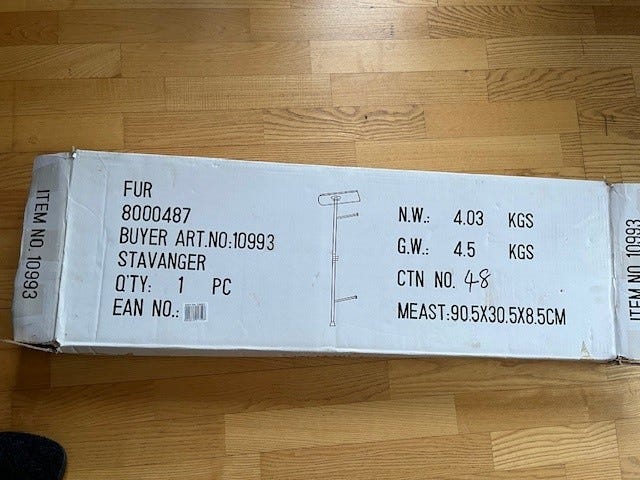 ITEM NO. 10993
FUR
8000487
BUYER ART.NO:10993
STAVANGER
Q'TY: 1 PC
EAN NO.:
N.W.: 4.03 KGS
G.W.: 4.5 KGS
CTN NO. 48
MEAST:90.5X30.5X8.5CM
ITEM NO. 10993